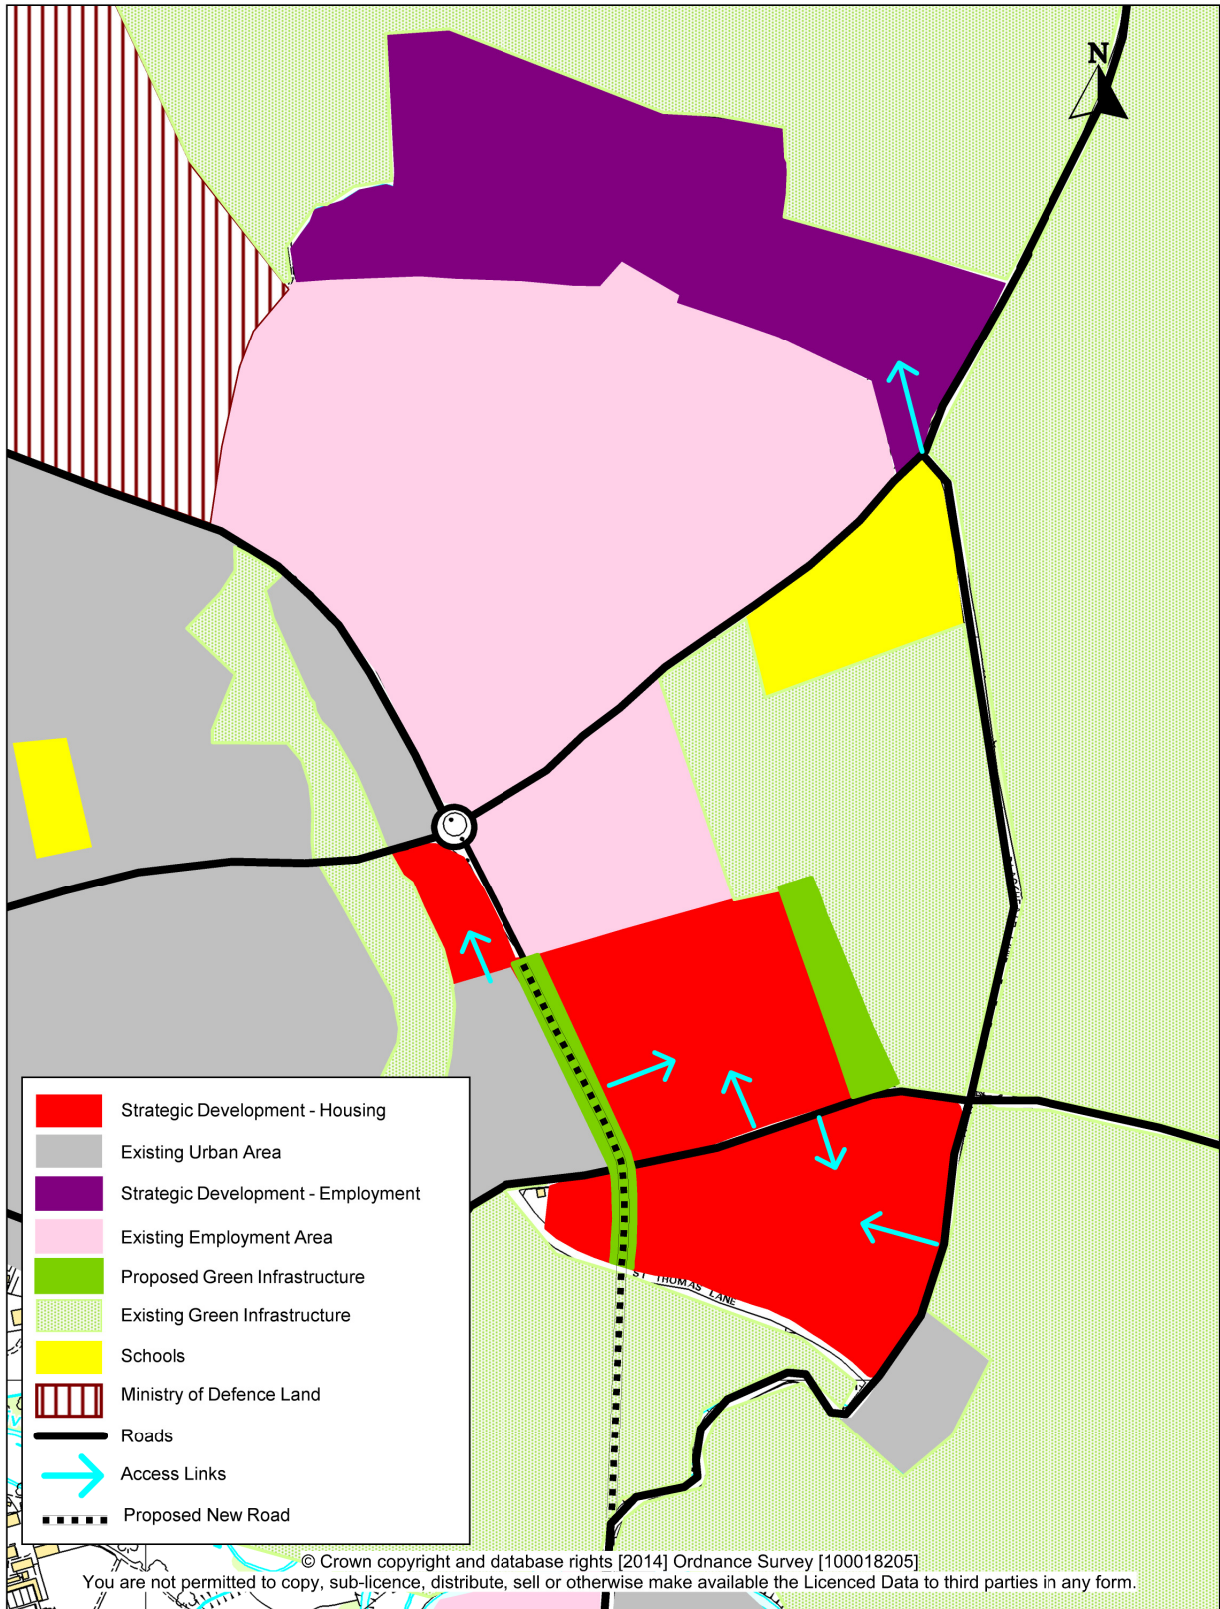 N
Strategic Development - Housing
Existing Urban Area
Strategic Development - Employment
Existing Employment Area
Proposed Green Infrastructure
Existing Green Infrastructure
Schools
Ministry of Defence Land
Roads
Access Links
Proposed New Road
ST THOMAS LANE
© Crown copyright and database rights [2014] Ordnance Survey [100018205]
You are not permitted to copy, sub-licence, distribute, sell or otherwise make available the Licenced Data to third parties in any form.